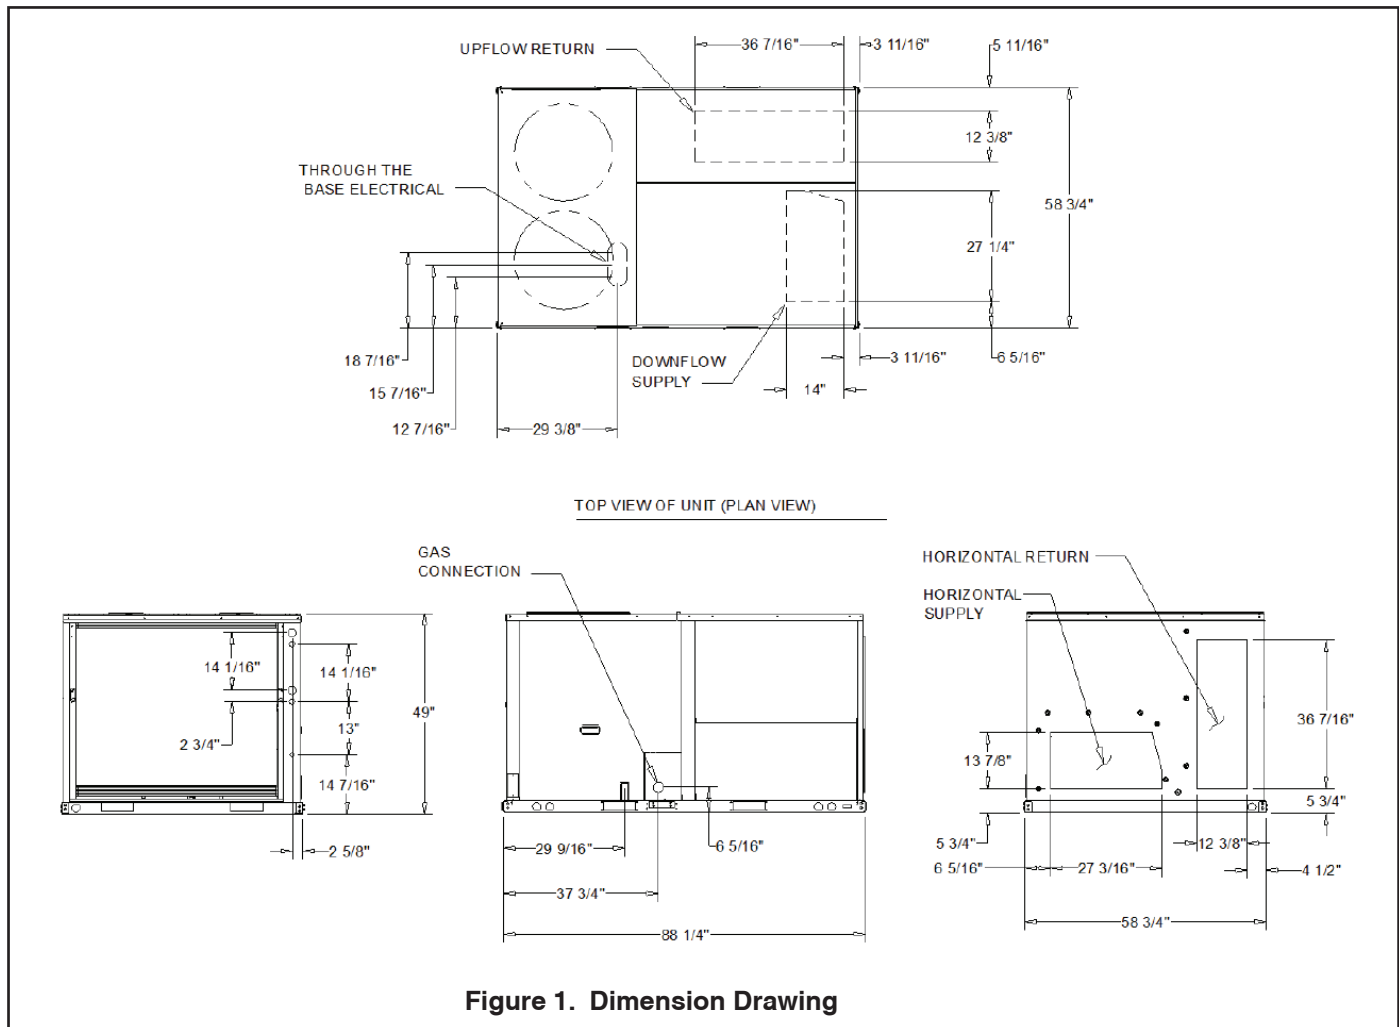 36 7/16"
3 11/16"
5 11/16"
UPFLOW RETURN
12 3/8"
THROUGH THE
BASE ELECTRICAL
58 3/4"
27 1/4"
18 7/16"
DOWNFLOW
SUPPLY
3 11/16"
6 5/16"
15 7/16"
14"
12 7/16"
29 3/8"
TOP VIEW OF UNIT (PLAN VIEW)
GAS
CONNECTION
HORIZONTAL RETURN
HORIZONTAL
SUPPLY
14 1/16"
14 1/16"
49"
13"
2 3/4"
14 7/16"
2 5/8"
29 9/16"
6 5/16"
37 3/4"
88 1/4"
36 7/16"
13 7/8"
5 3/4"
5 3/4"
12 3/8"
6 5/16"
27 3/16"
4 1/2"
58 3/4"
Figure 1. Dimension Drawing